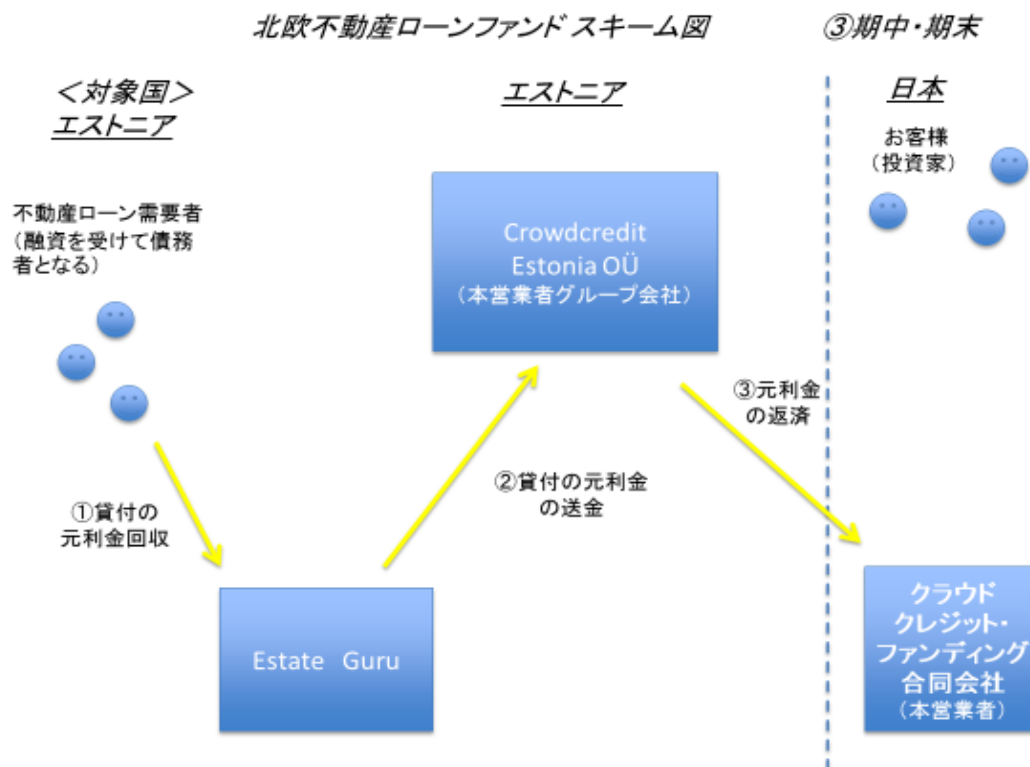 北欧不動産ローンファンド スキーム図
③期中・期末
＜対象国＞
エストニア
エストニア
日本
お客様
（投資家）
不動産ローン需要者
（融資を受けて債務
者となる）
Crowdcredit
Estonia OÜ
（本営業者グループ会社）
③元利金
の返済
②貸付の元利金
の送金
①貸付の
元利金回収
Estate Guru
クラウド
クレジット・
ファンディング
合同会社
（本営業者）